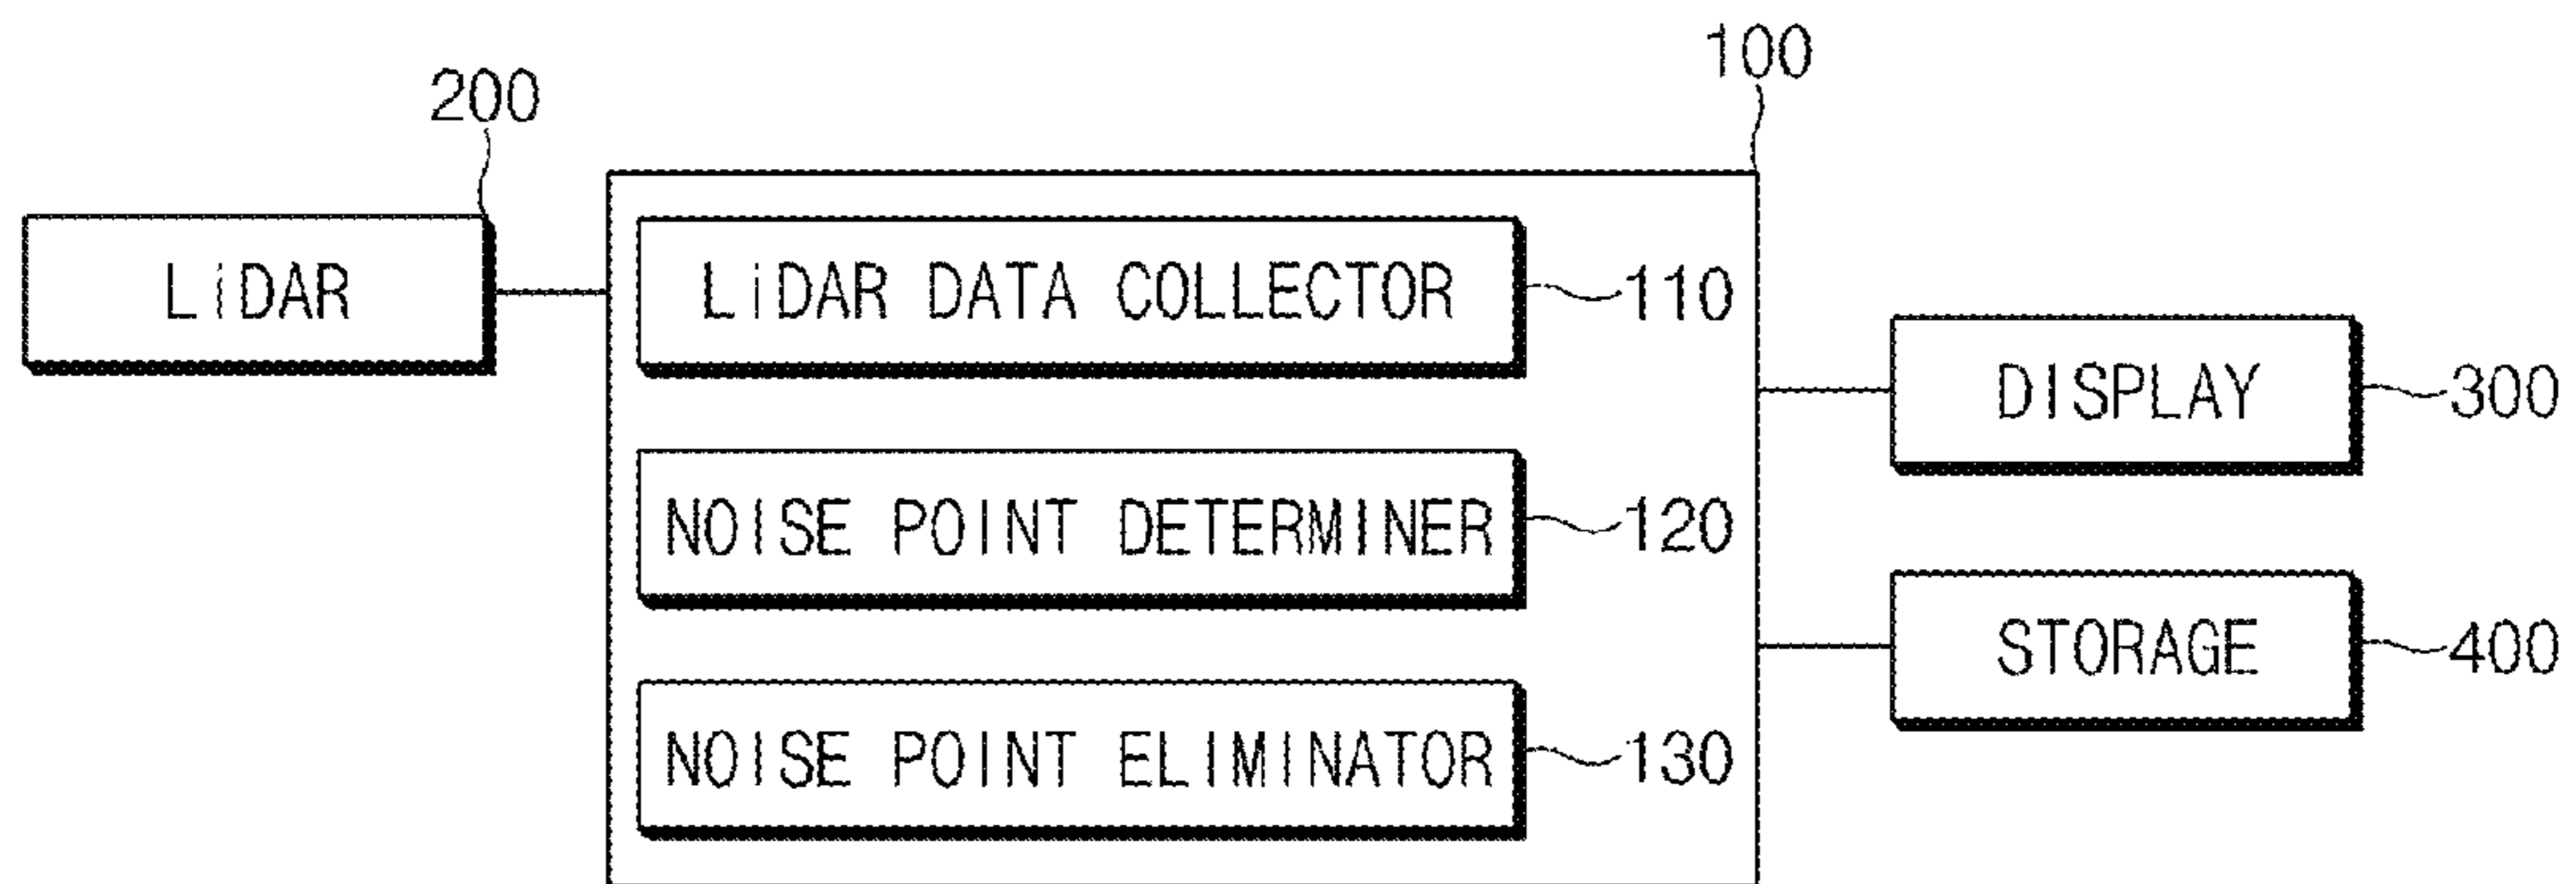 100
200
LiDAR
LiDAR DATA COLLECTOR
110
NOISE POINT DETERMINER
120
NOISE POINT ELIMINATOR
130
DISPLAY
300
STORAGE
400